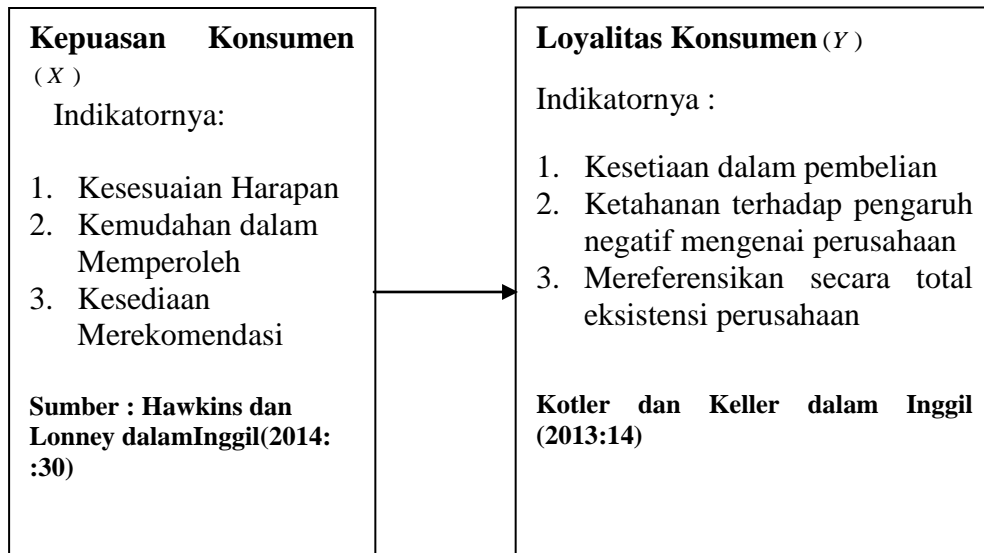 Kepuasan Konsumen
( X )
Indikatornya:
1. Kesesuaian Harapan
2. Kemudahan dalam
Memperoleh
3. Kesediaan
Merekomendasi
Sumber : Hawkins dan
Lonney dalamInggil(2014:
:30)
Loyalitas Konsumen ( Y )
Indikatornya :
1. Kesetiaan dalam pembelian
2. Ketahanan terhadap pengaruh
negatif mengenai perusahaan
3. Mereferensikan secara total
eksistensi perusahaan
Kotler dan Keller dalam Inggil
(2013:14)